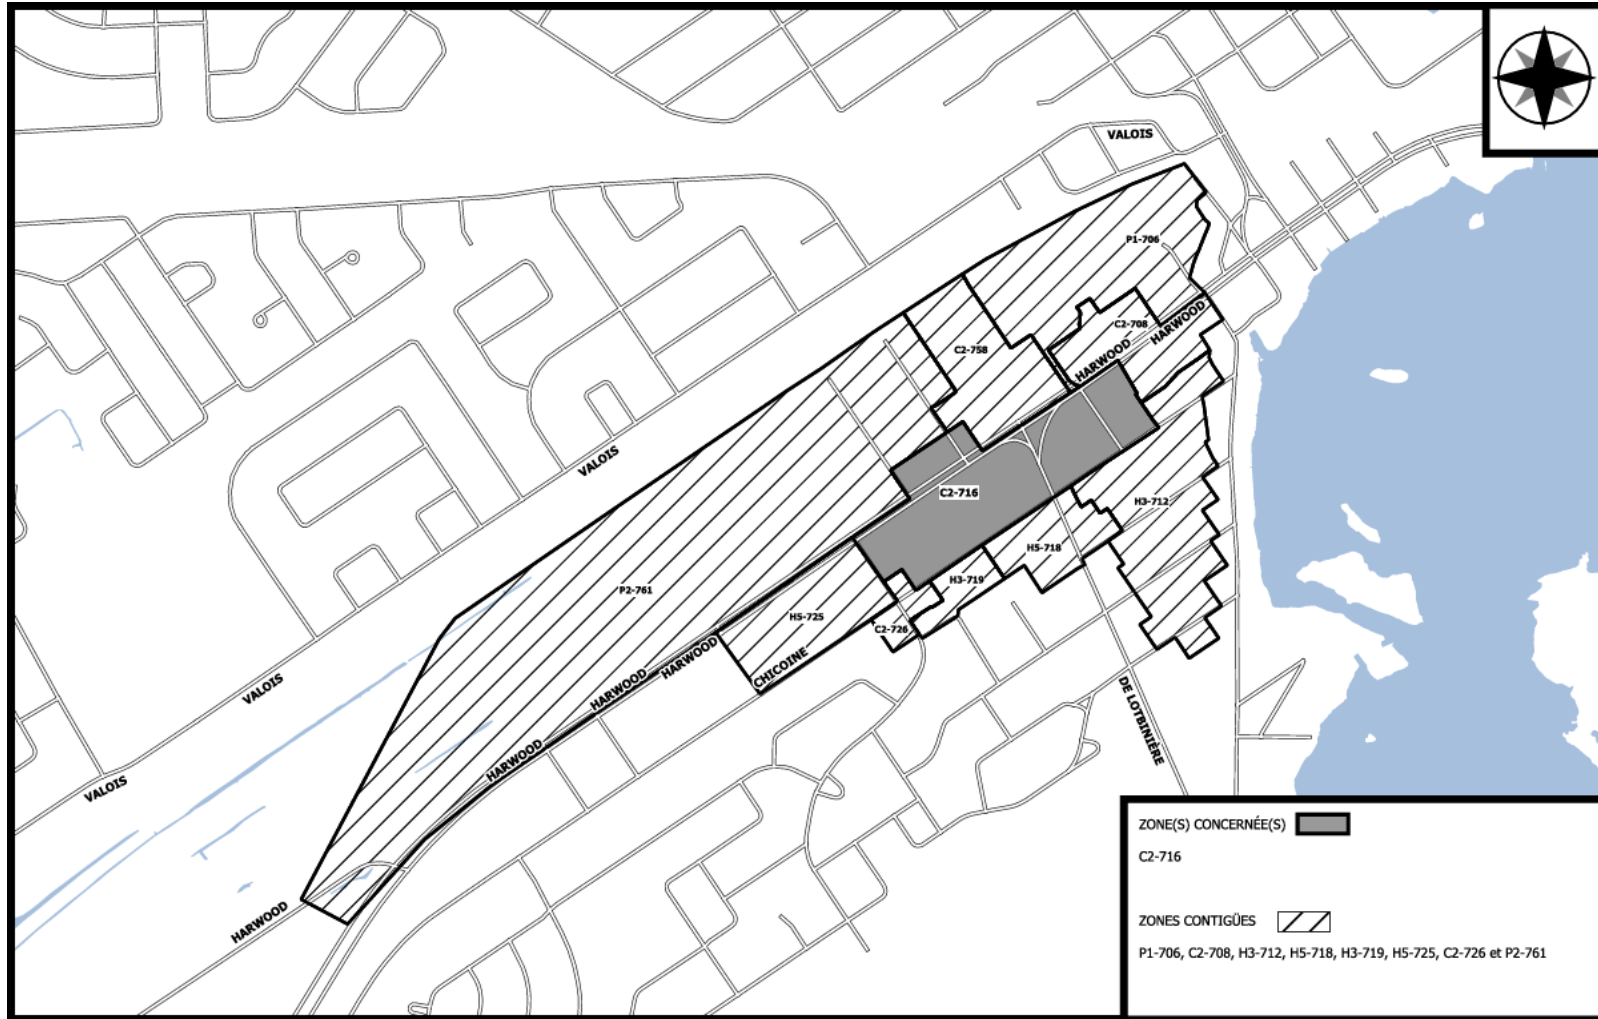 VALOIS
P1-706
C2-708
HARWOOD
HARWOOD
C2-758
VALOIS
C2-716
H3-712
H5-718
H3-719
P2-761
H5-725
C2-726
HARWOOD
HARWOOD
CHICOINE
VALOIS
DE LOTBINIÈRE
HARWOOD
VALOIS
HARWOOD
ZONE(S) CONCERNÉE(S)
C2-716
ZONES CONTIGÜES
P1-706, C2-708, H3-712, H5-718, H3-719, H5-725, C2-726 et P2-761